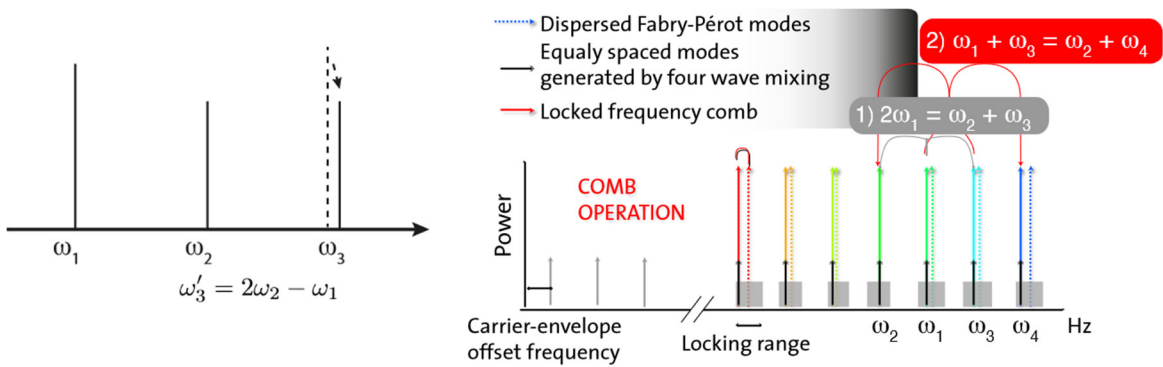 ω₁
ω₂
ω₃
ω′₃ = 2ω₂ − ω₁
Dispersed Fabry-Pérot modes
Equaly spaced modes
generated by four wave mixing
Locked frequency comb
2) ω₁ + ω₃ = ω₂ + ω₄
1) 2ω₁ = ω₂ + ω₃
COMB
OPERATION
Power
Carrier-envelope
offset frequency
Locking range
ω₂ ω₁ ω₃ ω₄ Hz